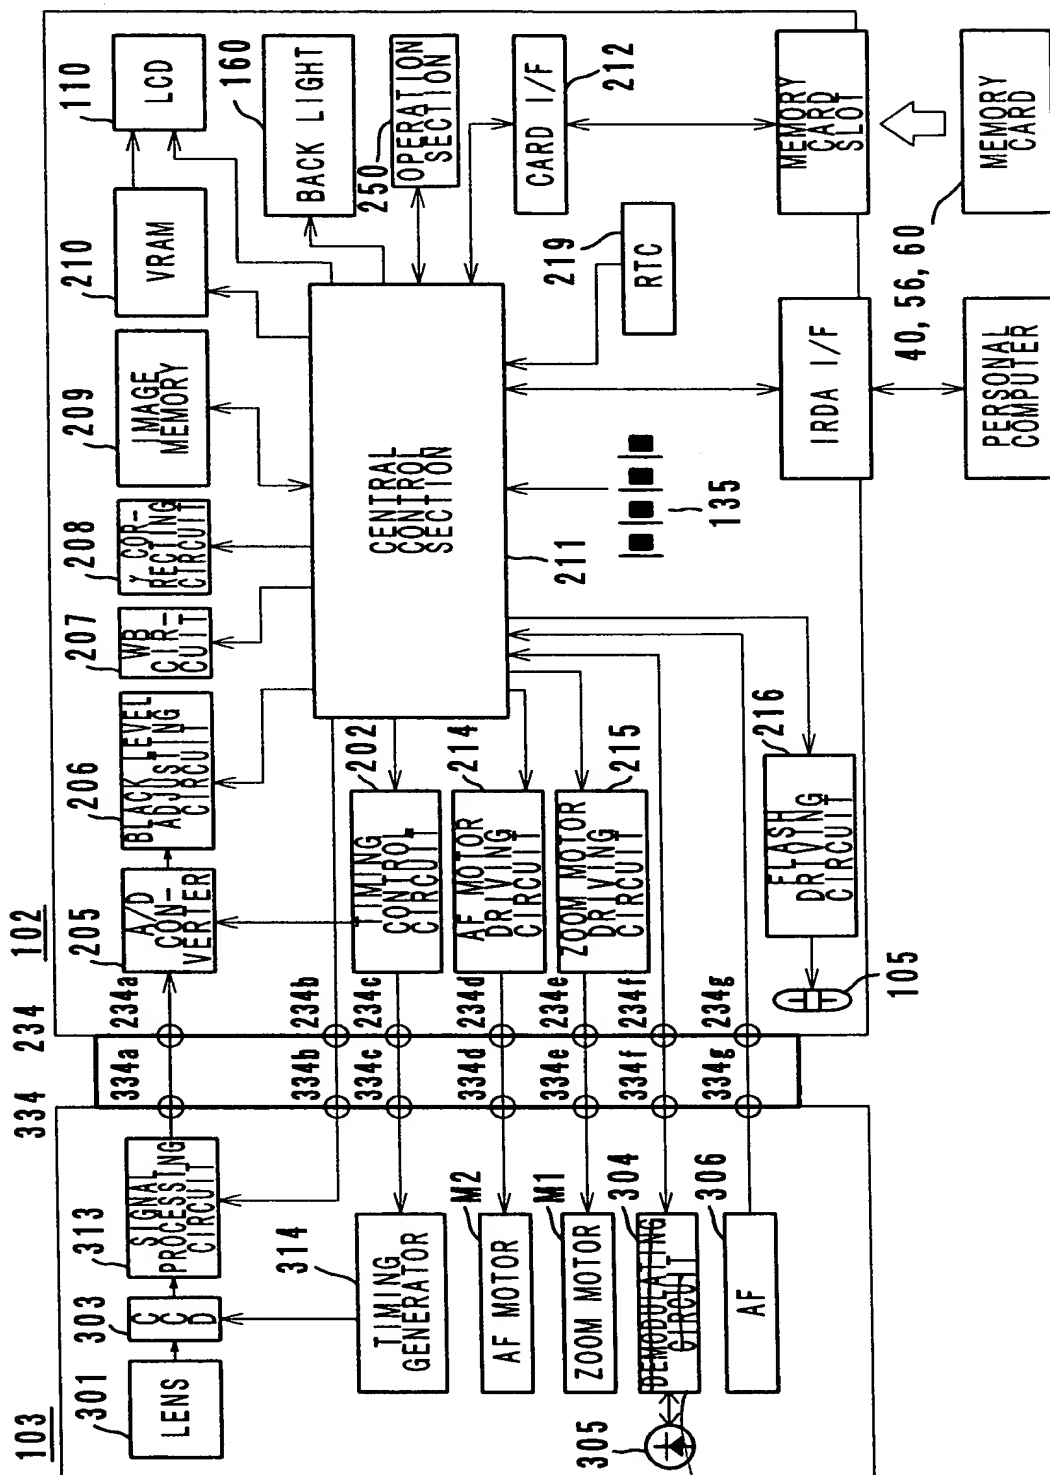 103
301
LENS
303
CCD
313
SIGNAL
PROCESSING
CIRCUIT
314
TIMING
GENERATOR
M2
AF MOTOR
M1
ZOOM MOTOR
304
DEMODULATING
CIRCUIT
305
306
AF
334
334a
334b
334c
334d
334e
334f
334g
234
234a
234b
234c
234d
234e
234f
234g
102
205
A/D
CON-
VERTER
206
BLACK LEVEL
ADJUSTING
CIRCUIT
207
WB
CIR-
CUIT
208
γ COR-
RECTING
CIRCUIT
209
IMAGE
MEMORY
210
VRAM
110
LCD
160
BACK LIGHT
250
OPERATION
SECTION
CENTRAL
CONTROL
SECTION
211
202
TIMING
CONTROL
CIRCUIT
214
AF MOTOR
DRIVING
CIRCUIT
215
ZOOM MOTOR
DRIVING
CIRCUIT
216
FLASH
DRIVING
CIRCUIT
105
135
219
RTC
212
CARD I/F
MEMORY
CARD
SLOT
IRDA I/F
40, 56, 60
MEMORY
CARD
PERSONAL
COMPUTER